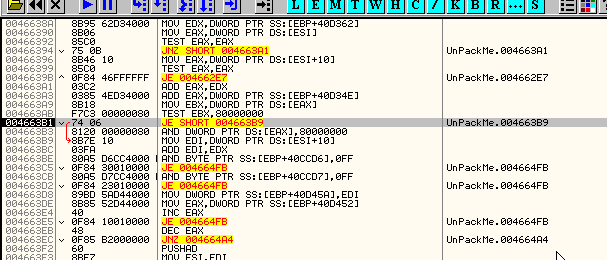 L E M T W H C / K B R ... S
0046638A 8B95 62D34000 MOV EDX,DWORD PTR SS:[EBP+40D362]
00466390 8B06 MOV EAX,DWORD PTR DS:[ESI]
00466392 85C0 TEST EAX,EAX
00466394 75 0B JNZ SHORT 004663A1 UnPackMe.004663A1
00466396 8B46 10 MOV EAX,DWORD PTR DS:[ESI+10]
00466399 85C0 TEST EAX,EAX
0046639B 0F84 46FFFFFF JE 004662E7 UnPackMe.004662E7
004663A1 03C2 ADD EAX,EDX
004663A3 0385 4ED34000 ADD EAX,DWORD PTR SS:[EBP+40D34E]
004663A9 8B18 MOV EBX,DWORD PTR DS:[EAX]
004663AB F7C3 00000080 TEST EBX,80000000
004663B1 74 06 JE SHORT 004663B9 UnPackMe.004663B9
004663B3 8120 00000080 AND DWORD PTR DS:[EAX],80000000
004663B9 8B7E 10 MOV EDI,DWORD PTR DS:[ESI+10]
004663BC 03FA ADD EDI,EDX
004663BE 80A5 D6CC4000 AND BYTE PTR SS:[EBP+40CCD6],0FF
004663C5 0F84 30010000 JE 004664FB UnPackMe.004664FB
004663CB 80A5 D7CC4000 AND BYTE PTR SS:[EBP+40CCD7],0FF
004663D2 0F84 23010000 JE 004664FB UnPackMe.004664FB
004663D8 89BD 5AD44000 MOV DWORD PTR SS:[EBP+40D45A],EDI
004663DE 8B85 52D44000 MOV EAX,DWORD PTR SS:[EBP+40D452]
004663E4 40 INC EAX
004663E5 0F84 10010000 JE 004664FB UnPackMe.004664FB
004663EB 48 DEC EAX
004663EC 0F85 B2000000 JNZ 004664A4 UnPackMe.004664A4
004663F2 60 PUSHAD
004663F3 8BF7 MOV ESI,EDI